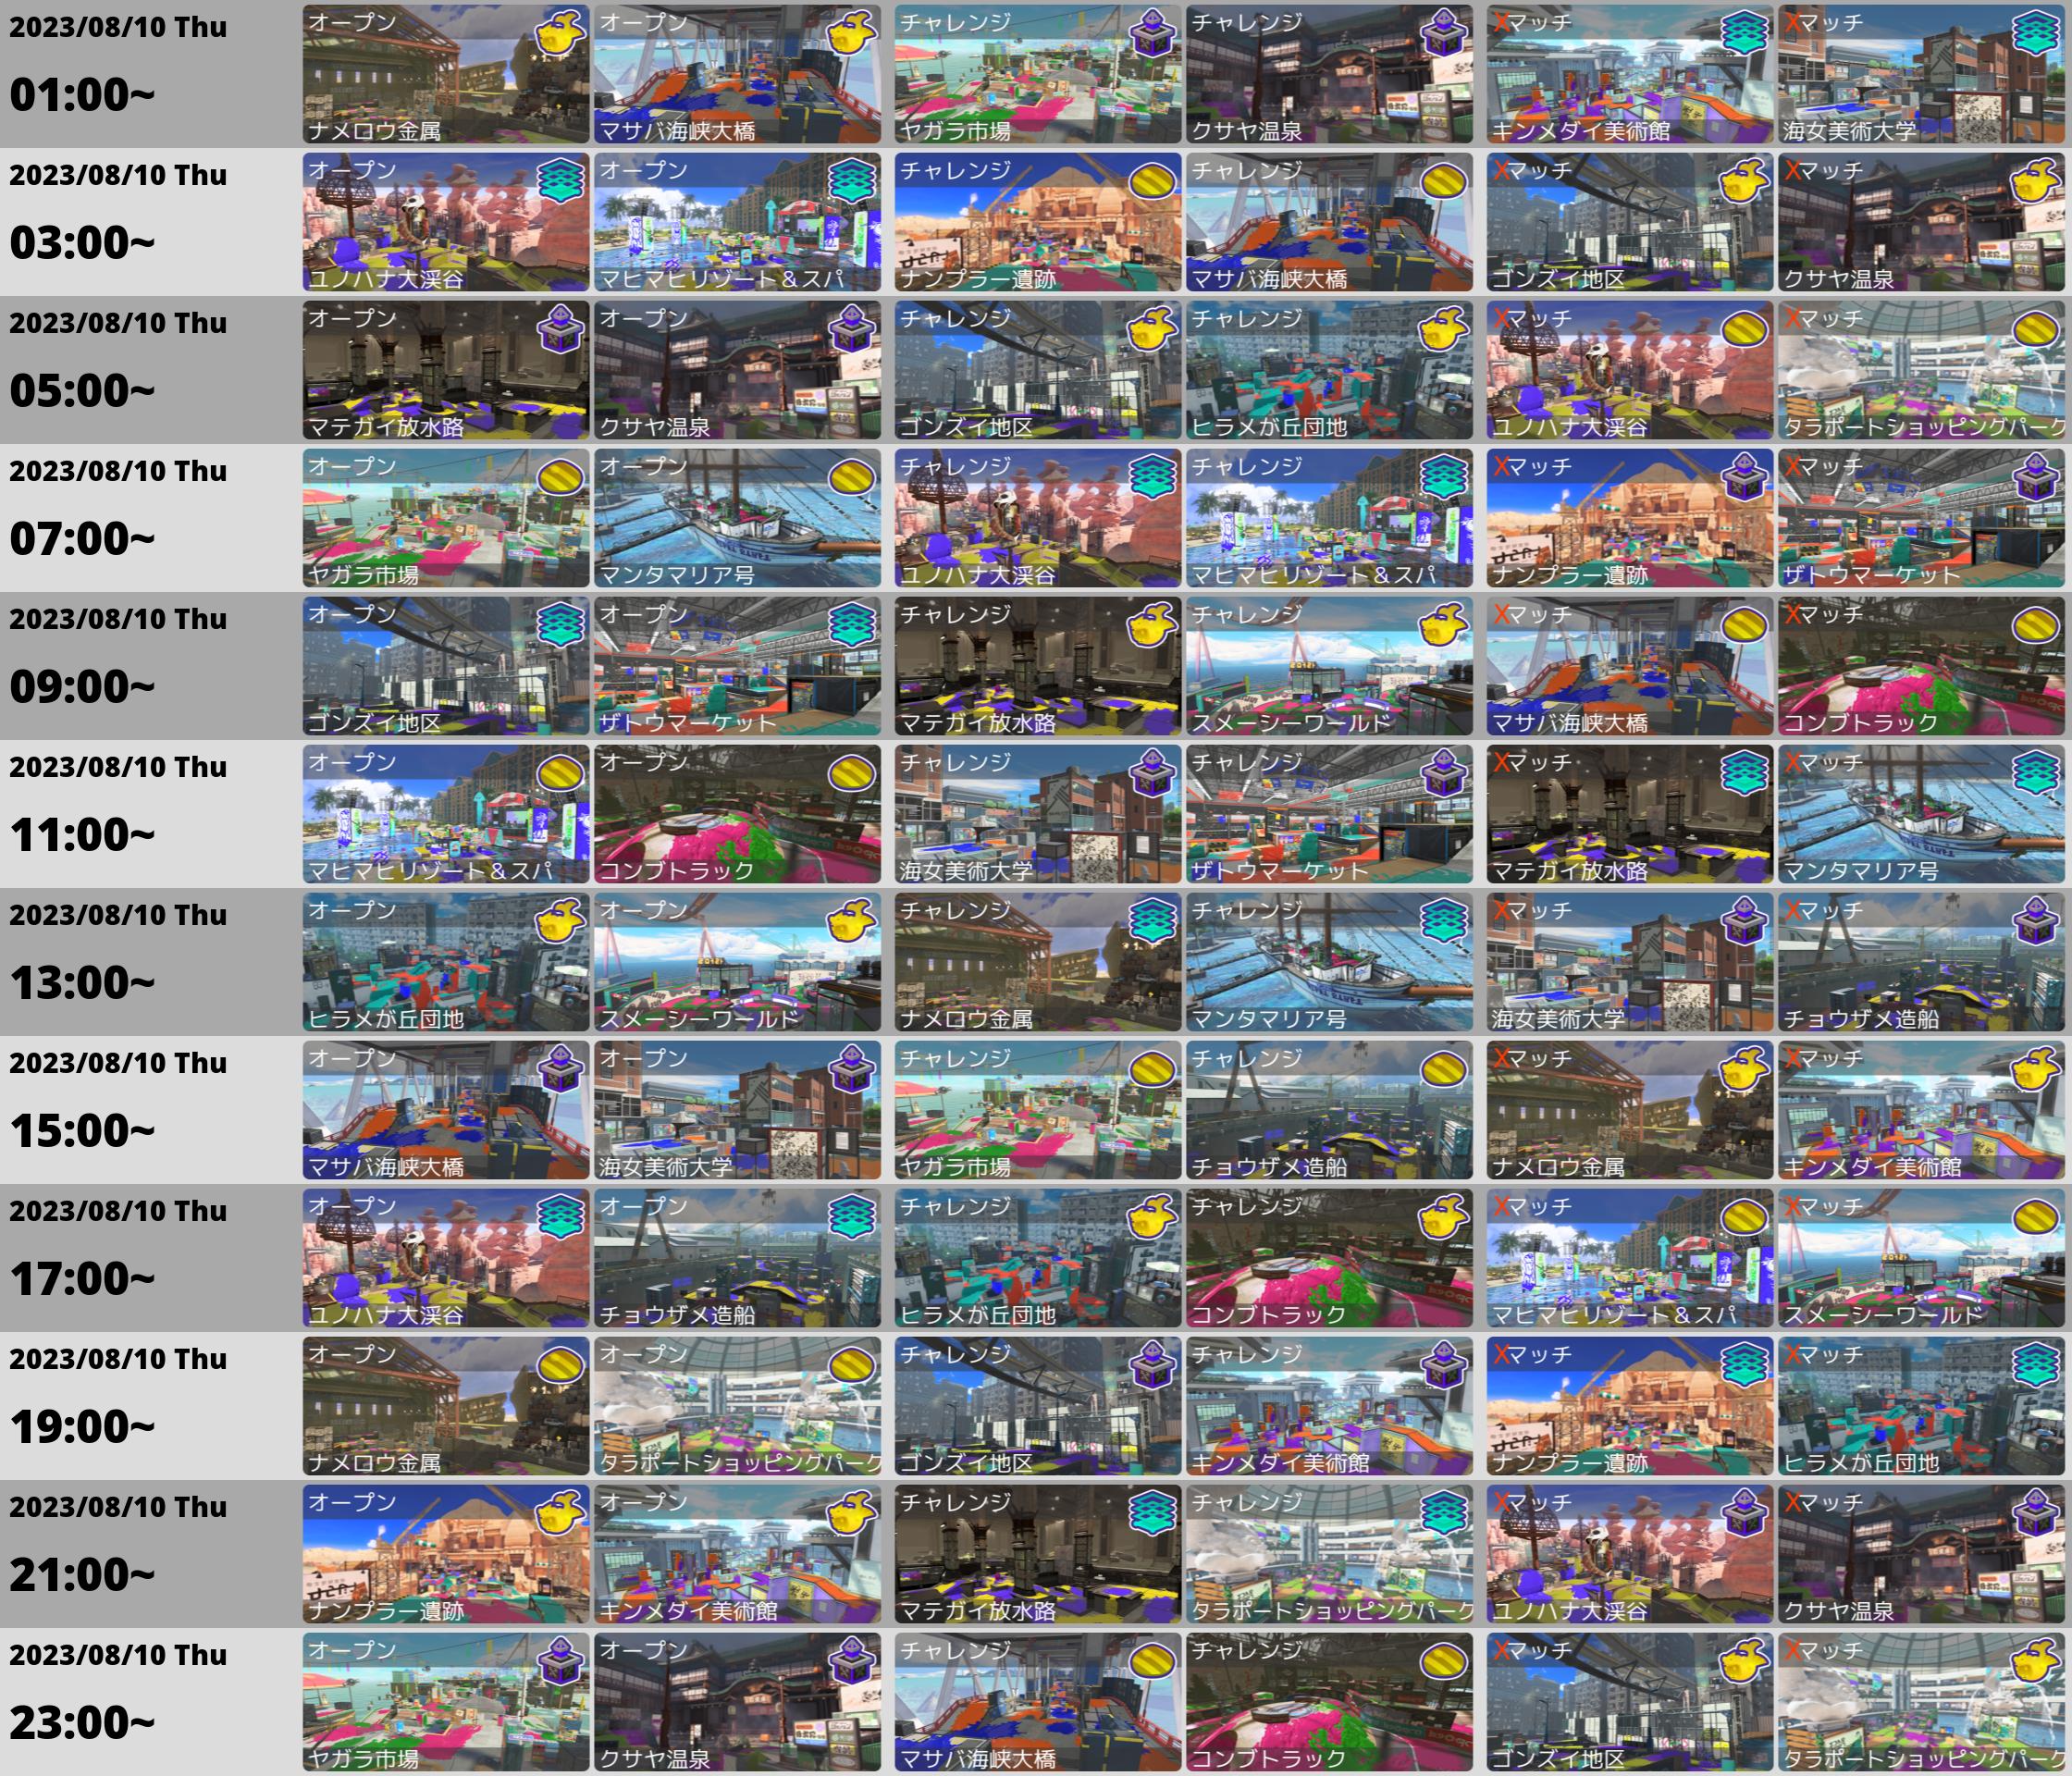 2023/08/10 Thu
01:00~
オープン
ナメロウ金属
オープン
マサバ海峡大橋
チャレンジ
ヤガラ市場
チャレンジ
クサヤ温泉
Xマッチ
キンメダイ美術館
Xマッチ
海女美術大学
2023/08/10 Thu
03:00~
オープン
ユノハナ大渓谷
オープン
マヒマヒリゾート＆スパ
チャレンジ
ナンプラー遺跡
チャレンジ
マサバ海峡大橋
Xマッチ
ゴンズイ地区
Xマッチ
クサヤ温泉
2023/08/10 Thu
05:00~
オープン
マテガイ放水路
オープン
クサヤ温泉
チャレンジ
ゴンズイ地区
チャレンジ
ヒラメが丘団地
Xマッチ
ユノハナ大渓谷
Xマッチ
タラポートショッピングパーク
2023/08/10 Thu
07:00~
オープン
ヤガラ市場
オープン
マンタマリア号
チャレンジ
ユノハナ大渓谷
チャレンジ
マヒマヒリゾート＆スパ
Xマッチ
ナンプラー遺跡
Xマッチ
ザトウマーケット
2023/08/10 Thu
09:00~
オープン
ゴンズイ地区
オープン
ザトウマーケット
チャレンジ
マテガイ放水路
チャレンジ
スメーシーワールド
Xマッチ
マサバ海峡大橋
Xマッチ
コンブトラック
2023/08/10 Thu
11:00~
オープン
マヒマヒリゾート＆スパ
オープン
コンブトラック
チャレンジ
海女美術大学
チャレンジ
ザトウマーケット
Xマッチ
マテガイ放水路
Xマッチ
マンタマリア号
2023/08/10 Thu
13:00~
オープン
ヒラメが丘団地
オープン
スメーシーワールド
チャレンジ
ナメロウ金属
チャレンジ
マンタマリア号
Xマッチ
海女美術大学
Xマッチ
チョウザメ造船
2023/08/10 Thu
15:00~
オープン
マサバ海峡大橋
オープン
海女美術大学
チャレンジ
ヤガラ市場
チャレンジ
チョウザメ造船
Xマッチ
ナメロウ金属
Xマッチ
キンメダイ美術館
2023/08/10 Thu
17:00~
オープン
ユノハナ大渓谷
オープン
チョウザメ造船
チャレンジ
ヒラメが丘団地
チャレンジ
コンブトラック
Xマッチ
マヒマヒリゾート＆スパ
Xマッチ
スメーシーワールド
2023/08/10 Thu
19:00~
オープン
ナメロウ金属
オープン
タラポートショッピングパーク
チャレンジ
ゴンズイ地区
チャレンジ
キンメダイ美術館
Xマッチ
ナンプラー遺跡
Xマッチ
ヒラメが丘団地
2023/08/10 Thu
21:00~
オープン
ナンプラー遺跡
オープン
キンメダイ美術館
チャレンジ
マテガイ放水路
チャレンジ
タラポートショッピングパーク
Xマッチ
ユノハナ大渓谷
Xマッチ
クサヤ温泉
2023/08/10 Thu
23:00~
オープン
ヤガラ市場
オープン
クサヤ温泉
チャレンジ
マサバ海峡大橋
チャレンジ
コンブトラック
Xマッチ
ゴンズイ地区
Xマッチ
タラポートショッピングパーク